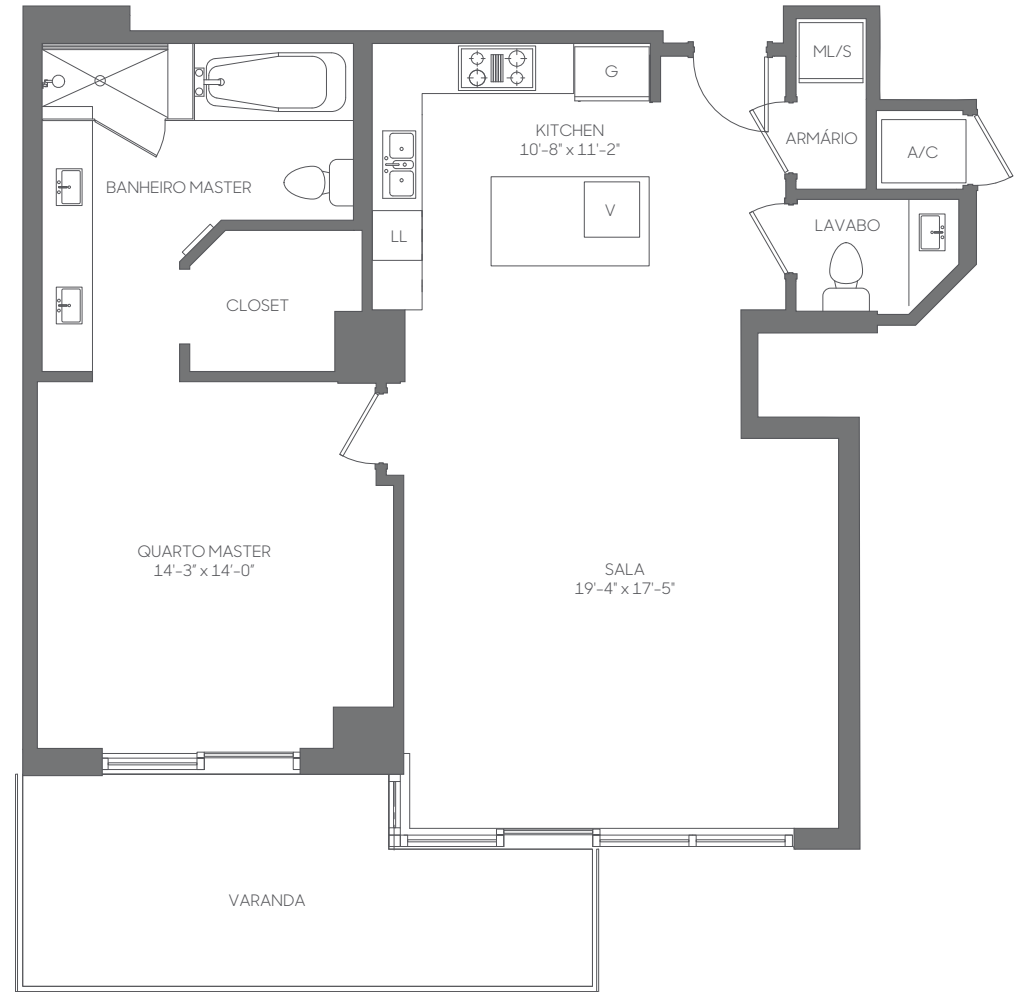 ML/S
G
KITCHEN
10'-8" x 11'-2"
ARMÁRIO
A/C
BANHEIRO MASTER
V
LAVABO
LL
CLOSET
QUARTO MASTER
14'-3" x 14'-0"
SALA
19'-4" x 17'-5"
VARANDA